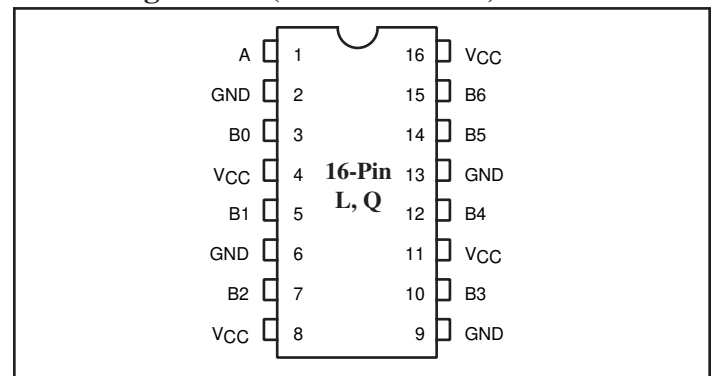 A 1 16 VCC
GND 2 15 B6
B0 3 14 B5
VCC 4 16-Pin 13 GND
L, Q
B1 5 12 B4
GND 6 11 VCC
B2 7 10 B3
VCC 8 9 GND